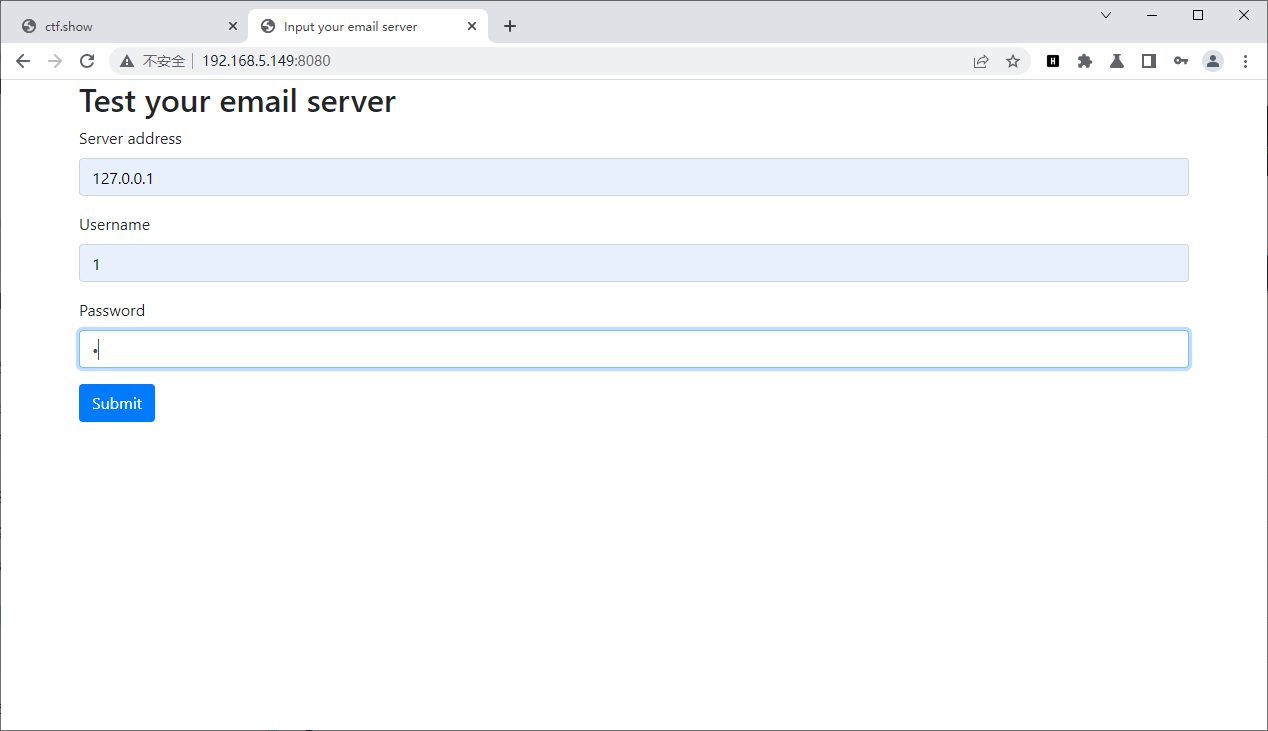 ctf.show
Input your email server
不安全
192.168.5.149:8080
H
Test your email server
Server address
127.0.0.1
Username
1
Password
Submit